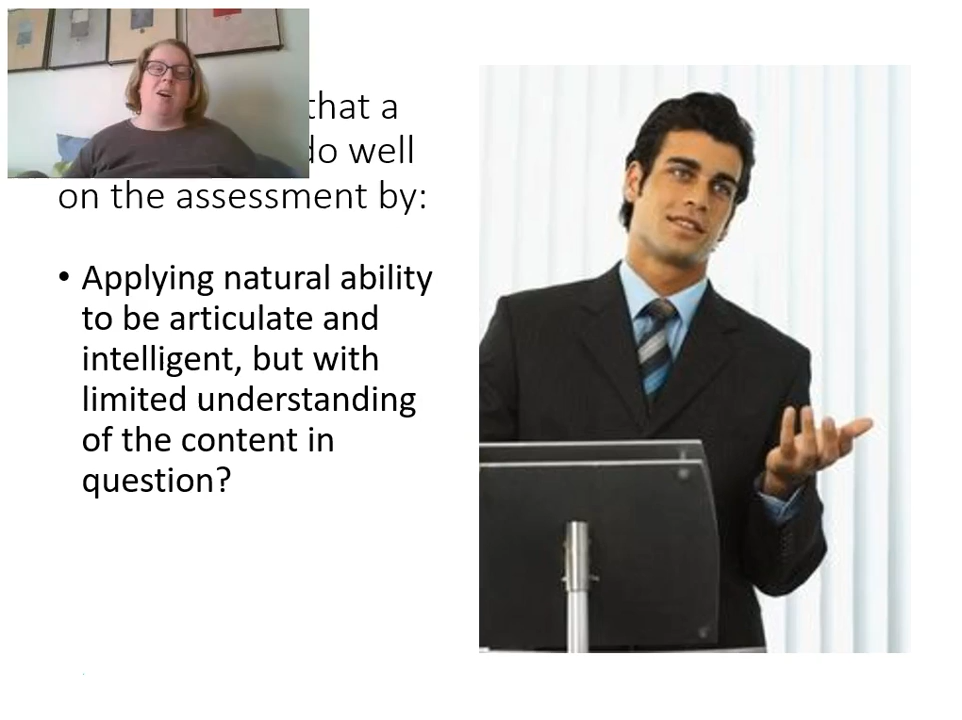 that a
do well
on the assessment by:
• Applying natural ability
to be articulate and
intelligent, but with
limited understanding
of the content in
question?